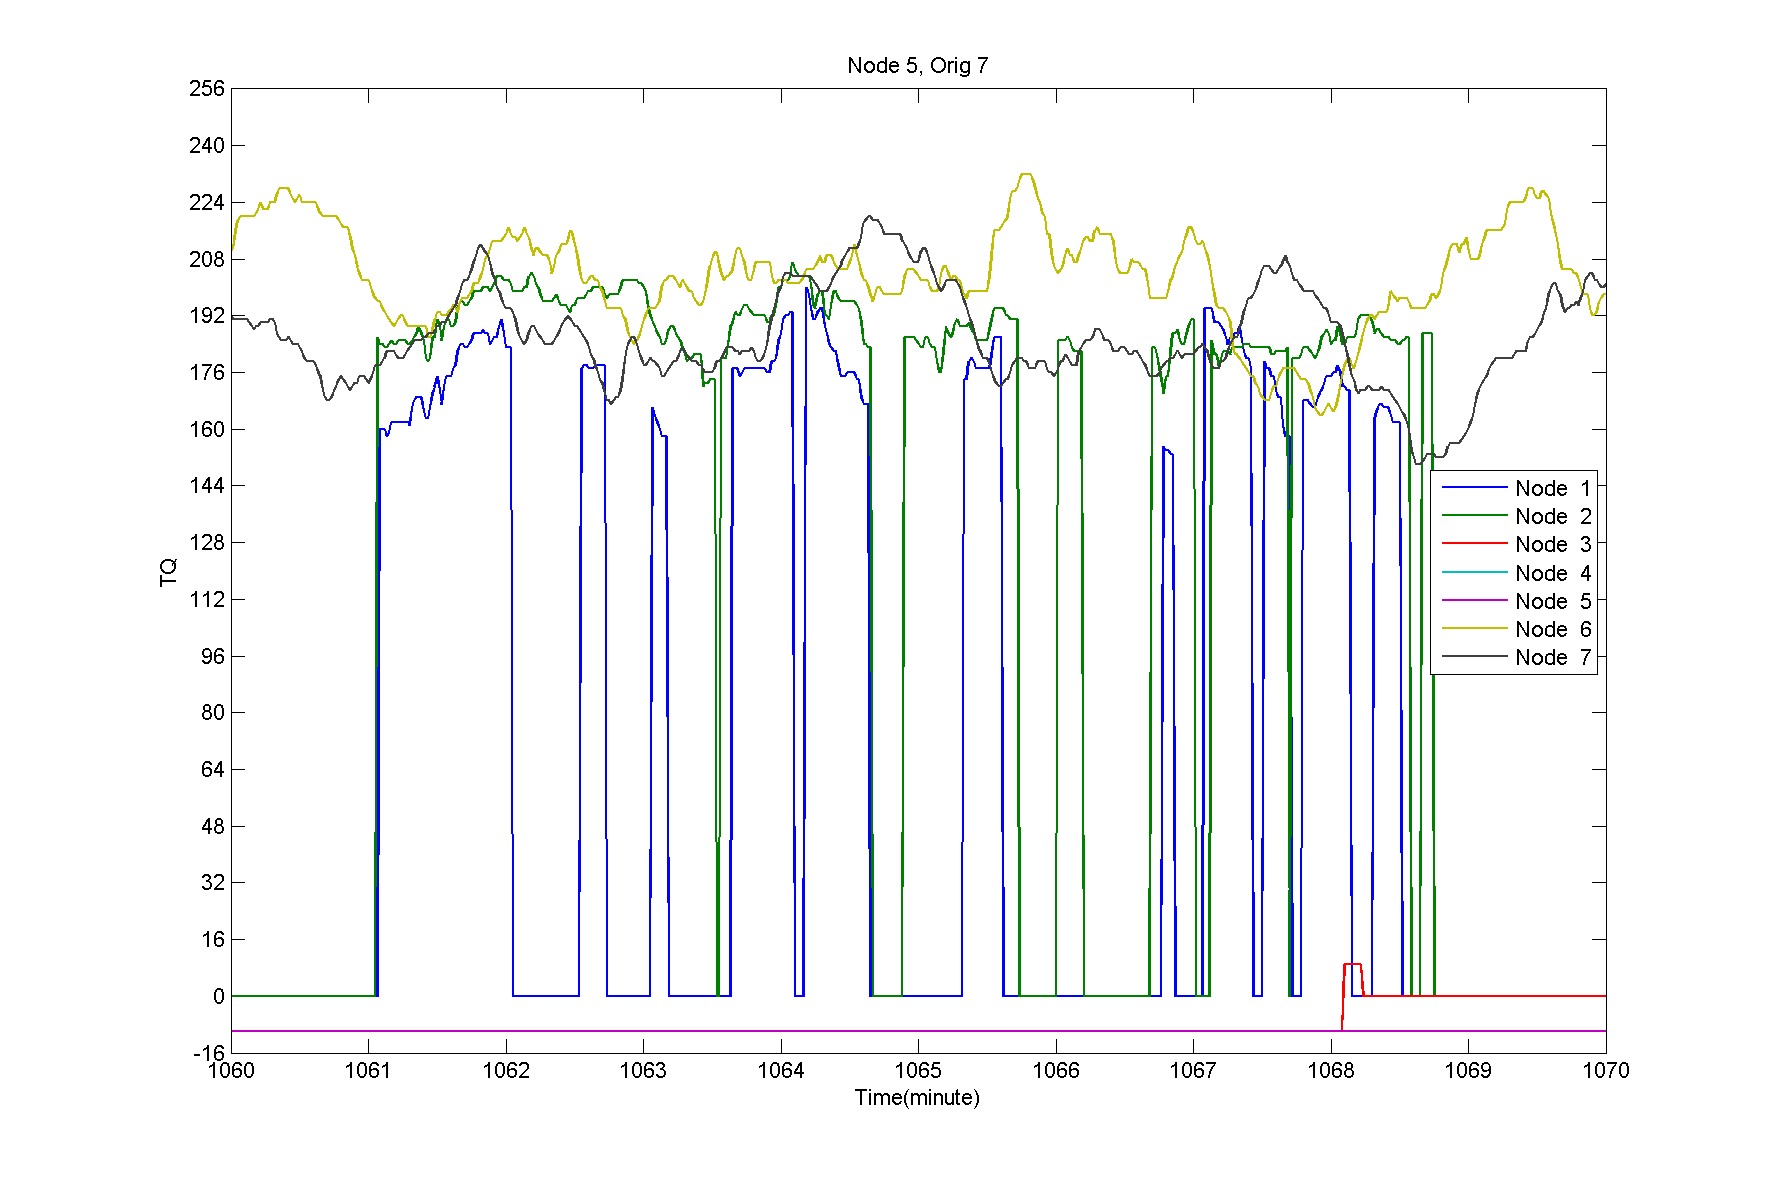 Node 5, Orig 7
256
240
224
208
192
176
160
144
128
112
96
80
64
48
32
16
0
-16
TQ
Node 1
Node 2
Node 3
Node 4
Node 5
Node 6
Node 7
1060 1061 1062 1063 1064 1065 1066 1067 1068 1069 1070
Time(minute)